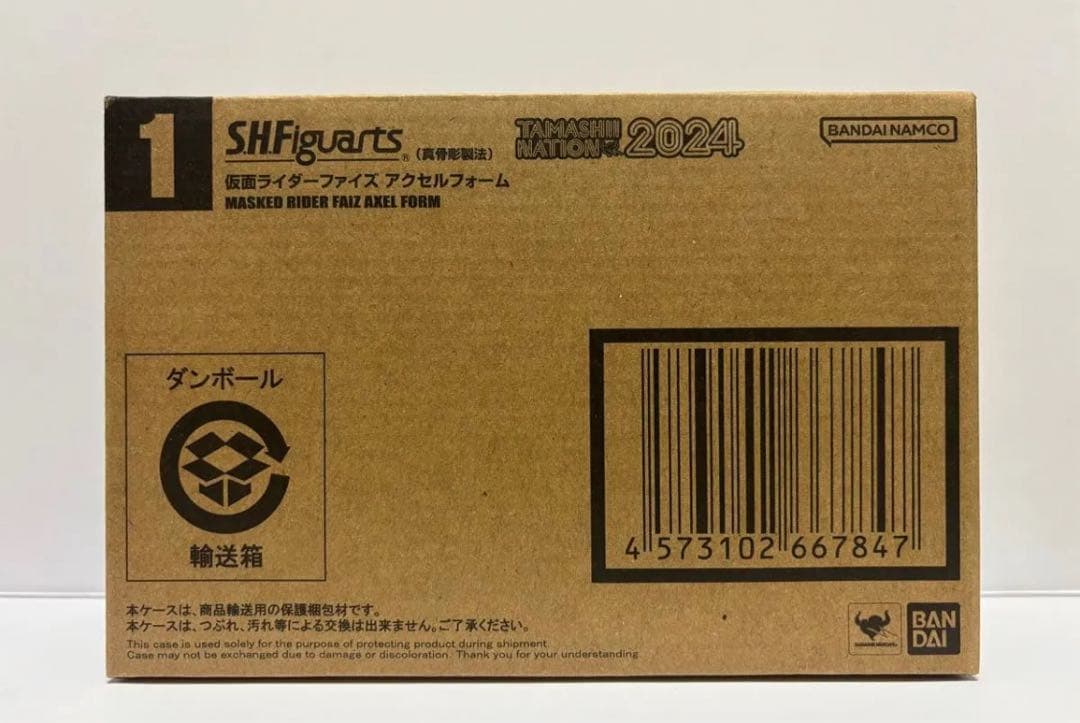 1
S.H.Figuarts® (真骨彫製法)
TAMASHII NATION 2024
BANDAI NAMCO
仮面ライダーファイズ アクセルフォーム
MASKED RIDER FAIZ AXEL FORM
ダンボール
輸送箱
4 573102 667847
本ケースは、商品輸送用の保護梱包材です。
本ケースは、つぶれ、汚れ等による交換は出来ません。ご了承ください。
This case is used solely for the purpose of protecting product during shipment.
Case may not be exchanged due to damage or discoloration. Thank you for your understanding.
BAN
DAI